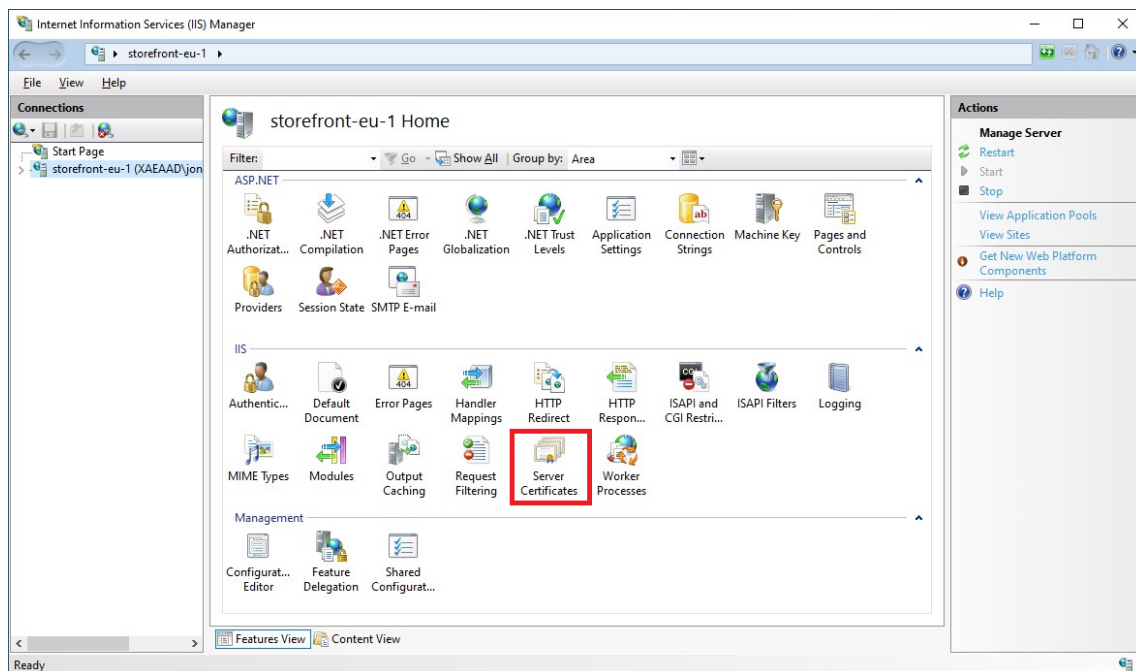 Internet Information Services (IIS) Manager
storefront-eu-1
File View Help
Connections
Start Page
storefront-eu-1 (XAEAAD\jon
storefront-eu-1 Home
Filter: Go Show All Group by: Area
ASP.NET
.NET Authorizat...
.NET Compilation
.NET Error Pages
.NET Globalization
.NET Trust Levels
Application Settings
Connection Strings
Machine Key
Pages and Controls
Providers
Session State
SMTP E-mail
IIS
Authentic...
Default Document
Error Pages
Handler Mappings
HTTP Redirect
HTTP Respon...
ISAPI and CGI Restri...
ISAPI Filters
Logging
MIME Types
Modules
Output Caching
Request Filtering
Server Certificates
Worker Processes
Management
Configurat... Editor
Feature Delegation
Shared Configurat...
Features View Content View
Actions
Manage Server
Restart
Start
Stop
View Application Pools
View Sites
Get New Web Platform
Components
Help
Ready